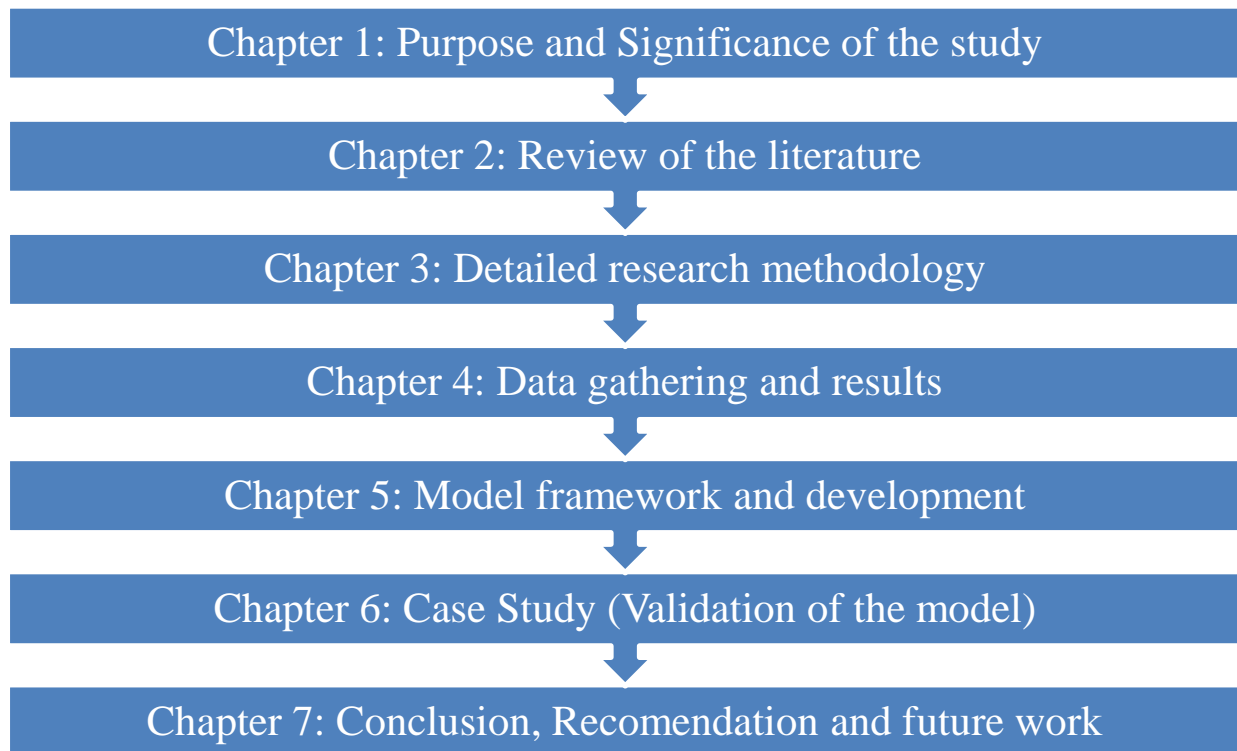 Chapter 1: Purpose and Significance of the study
Chapter 2: Review of the literature
Chapter 3: Detailed research methodology
Chapter 4: Data gathering and results
Chapter 5: Model framework and development
Chapter 6: Case Study (Validation of the model)
Chapter 7: Conclusion, Recomendation and future work